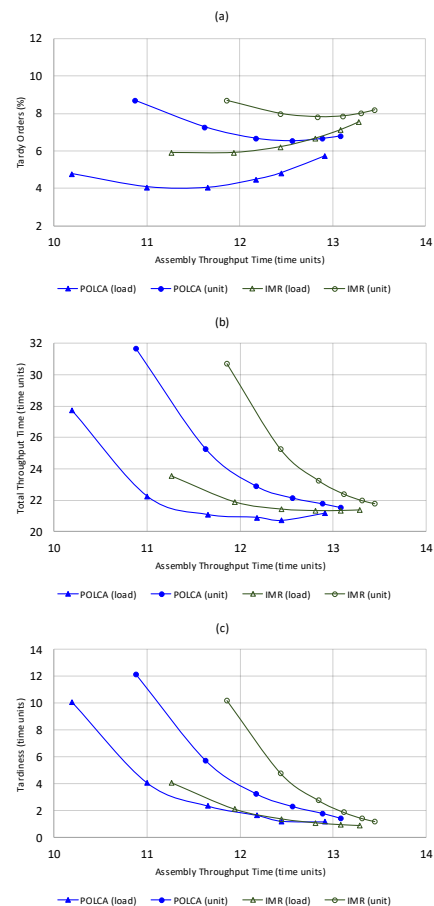 (a)
12
10
8
6
4
2
Tardy Orders (%)
10 11 12 13 14
Assembly Throughput Time (time units)
POLCA (load) POLCA (unit) IMR (load) IMR (unit)
(b)
32
30
28
26
24
22
20
Total Throughput Time (time units)
10 11 12 13 14
Assembly Throughput Time (time units)
POLCA (load) POLCA (unit) IMR (load) IMR (unit)
(c)
14
12
10
8
6
4
2
0
Tardiness (time units)
10 11 12 13 14
Assembly Throughput Time (time units)
POLCA (load) POLCA (unit) IMR (load) IMR (unit)